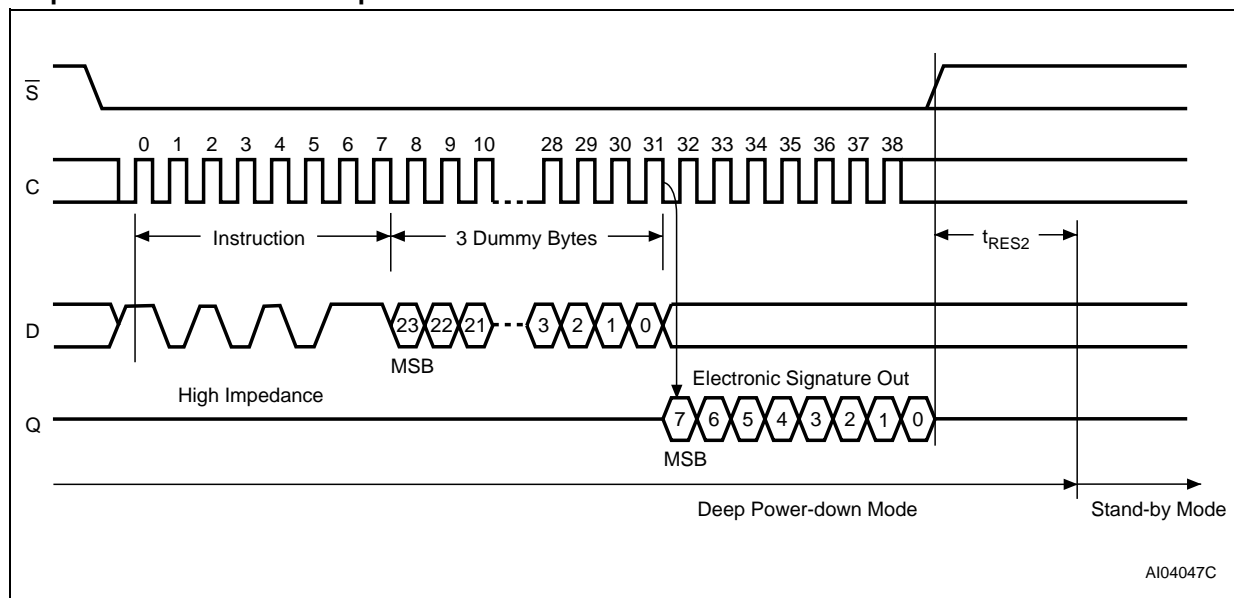 S
0 1 2 3 4 5 6 7 8 9 10 28 29 30 31 32 33 34 35 36 37 38
C
Instruction 3 Dummy Bytes tRES2
D 23 22 21 3 2 1 0
MSB
High Impedance Electronic Signature Out
Q 7 6 5 4 3 2 1 0
MSB
Deep Power-down Mode Stand-by Mode
AI04047C